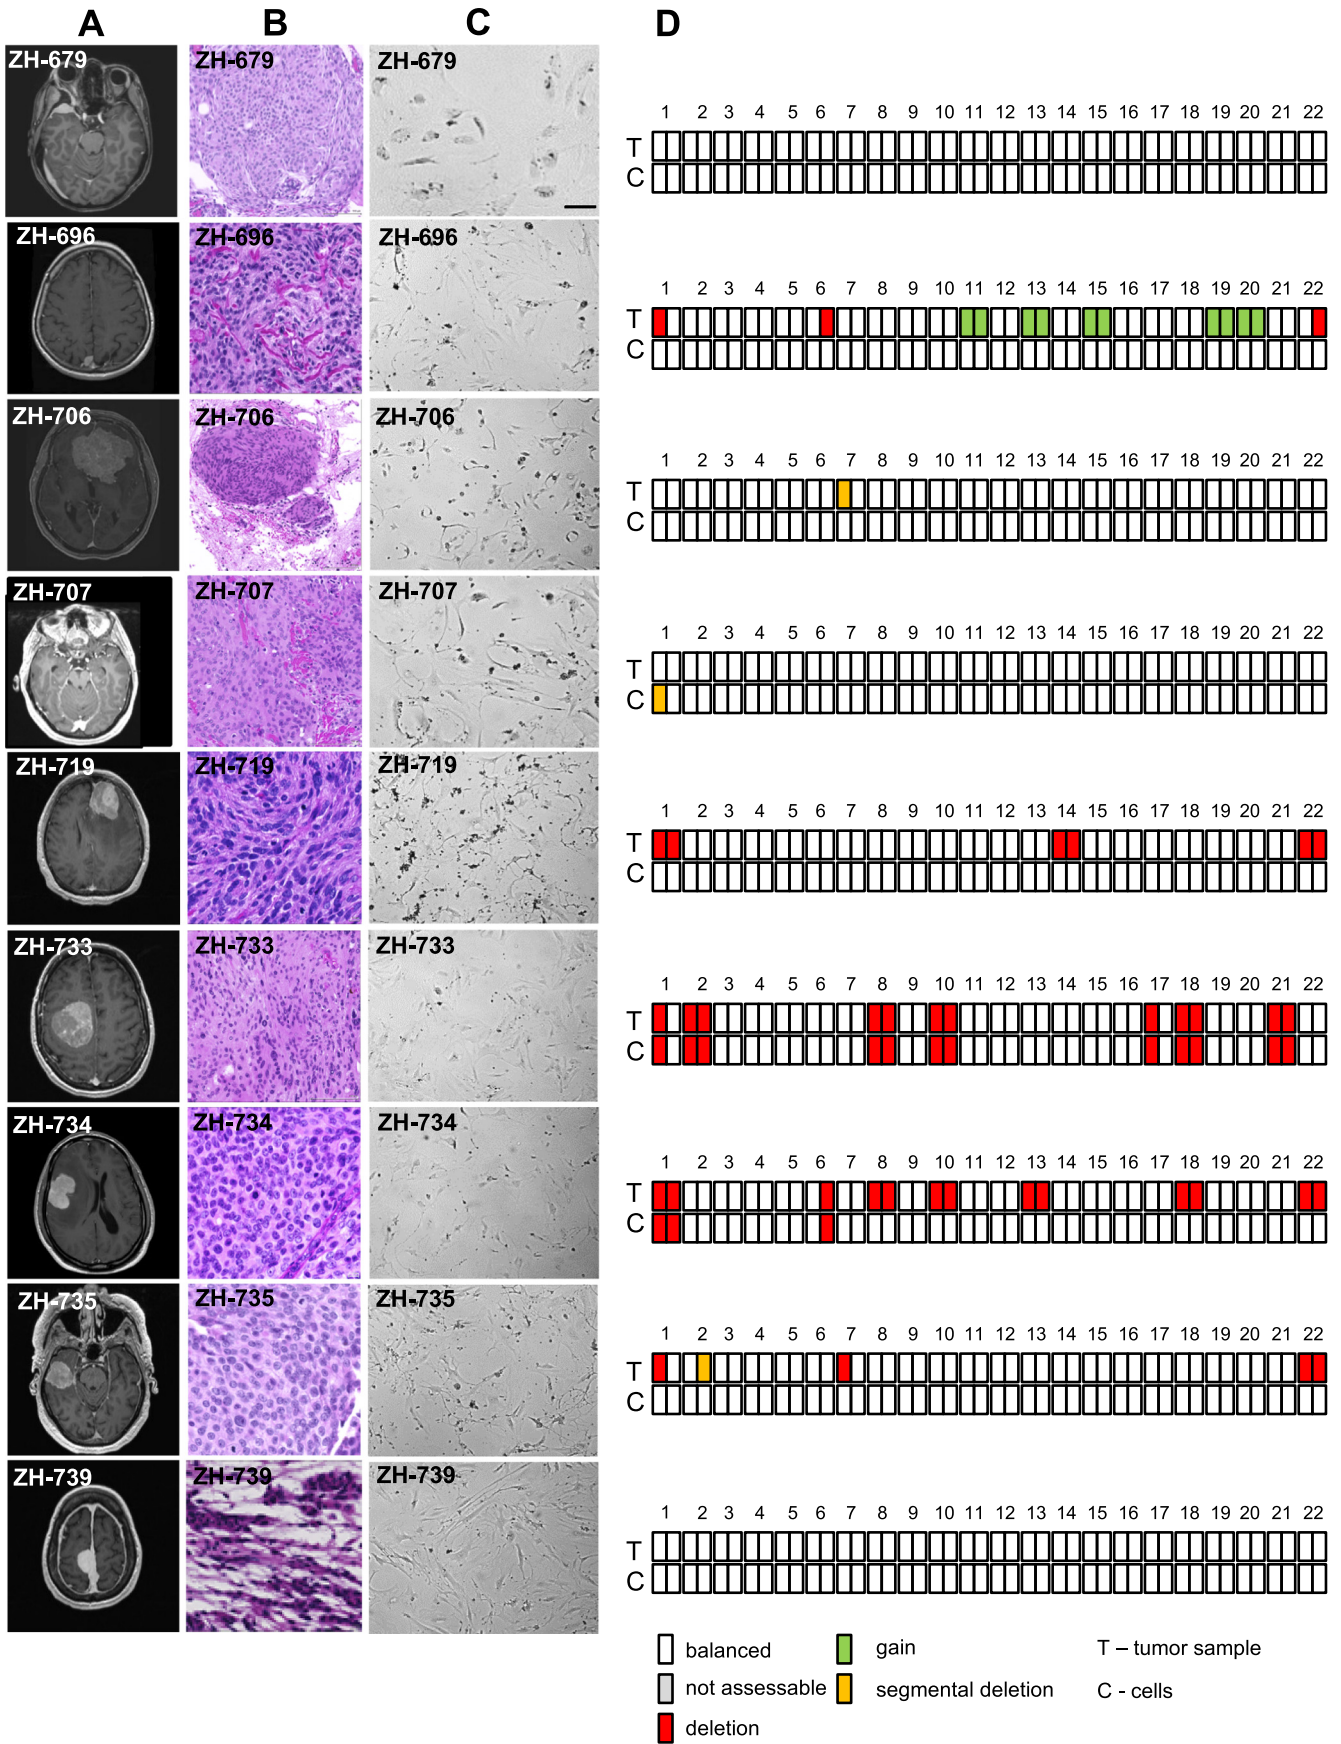 A B C D
ZH-679 ZH-679 ZH-679
1 2 3 4 5 6 7 8 9 10 11 12 13 14 15 16 17 18 19 20 21 22
T
C
ZH-696 ZH-696 ZH-696
1 2 3 4 5 6 7 8 9 10 11 12 13 14 15 16 17 18 19 20 21 22
T
C
ZH-706 ZH-706 ZH-706
1 2 3 4 5 6 7 8 9 10 11 12 13 14 15 16 17 18 19 20 21 22
T
C
ZH-707 ZH-707 ZH-707
1 2 3 4 5 6 7 8 9 10 11 12 13 14 15 16 17 18 19 20 21 22
T
C
ZH-719 ZH-719 ZH-719
1 2 3 4 5 6 7 8 9 10 11 12 13 14 15 16 17 18 19 20 21 22
T
C
ZH-733 ZH-733 ZH-733
1 2 3 4 5 6 7 8 9 10 11 12 13 14 15 16 17 18 19 20 21 22
T
C
ZH-734 ZH-734 ZH-734
1 2 3 4 5 6 7 8 9 10 11 12 13 14 15 16 17 18 19 20 21 22
T
C
ZH-735 ZH-735 ZH-735
1 2 3 4 5 6 7 8 9 10 11 12 13 14 15 16 17 18 19 20 21 22
T
C
ZH-739 ZH-739 ZH-739
1 2 3 4 5 6 7 8 9 10 11 12 13 14 15 16 17 18 19 20 21 22
T
C
balanced gain T – tumor sample
not assessable segmental deletion C - cells
deletion